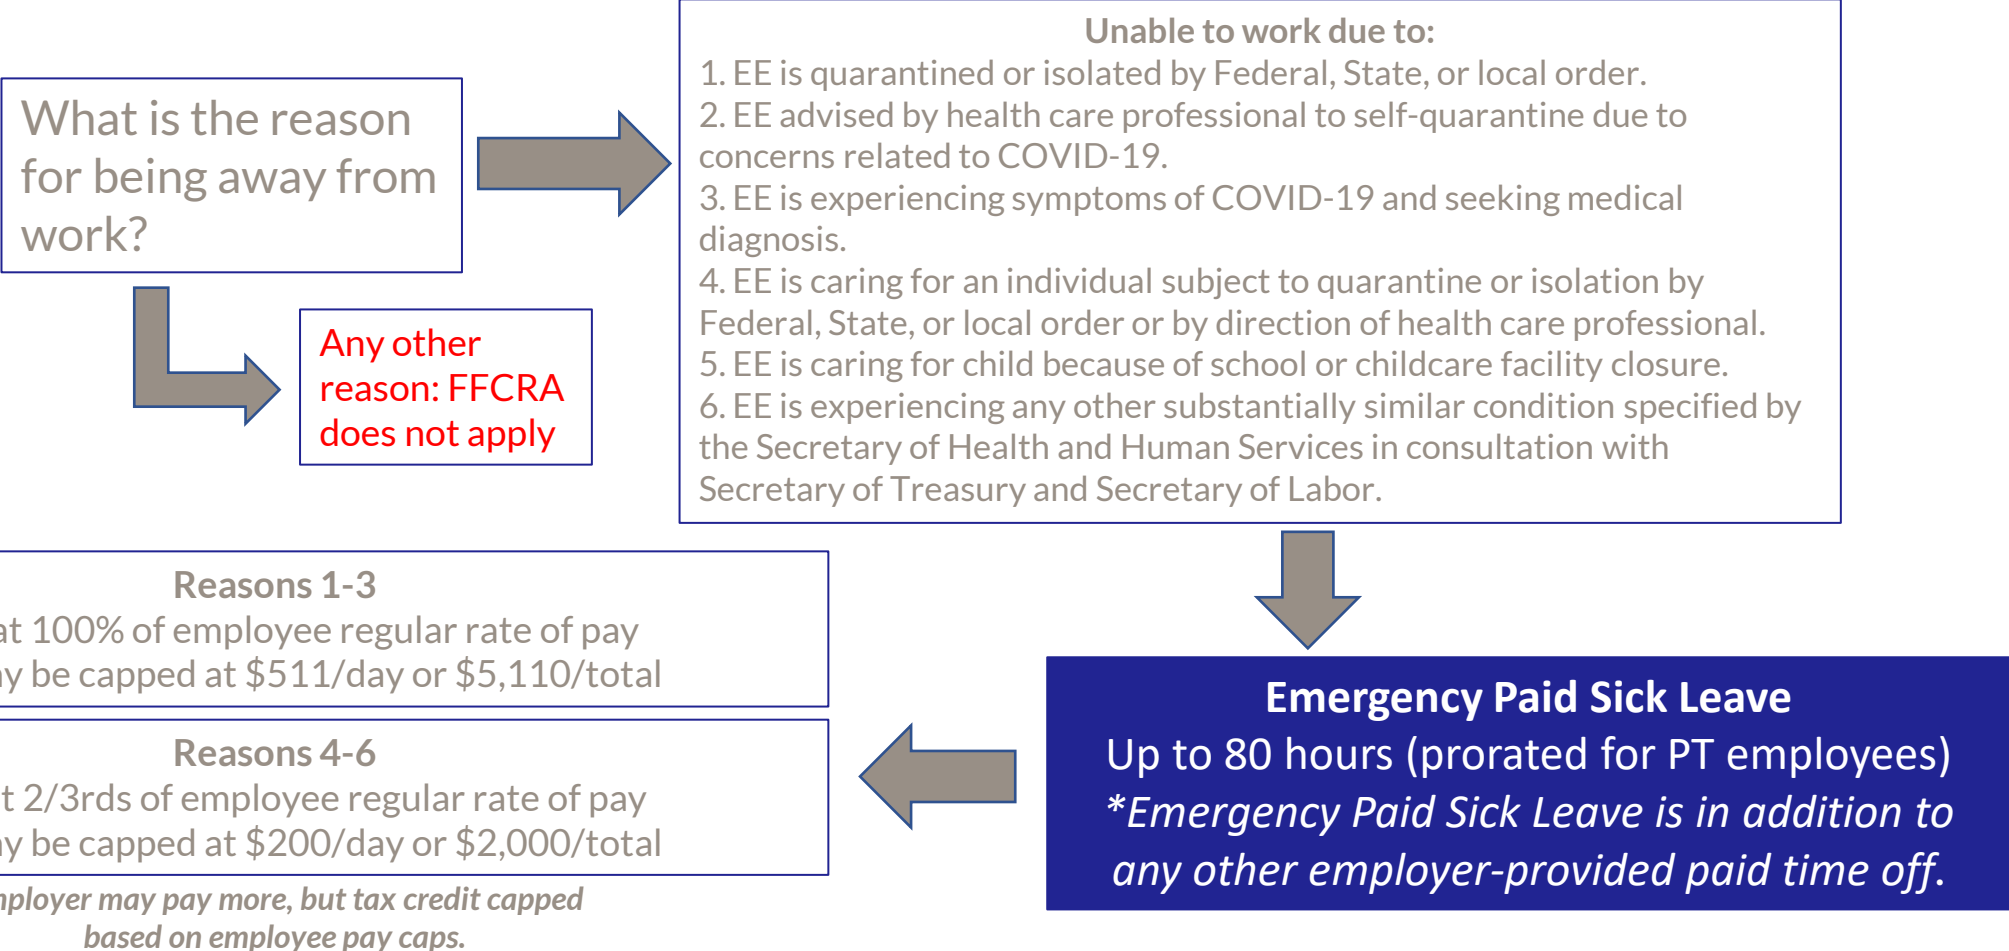 What is the reason
for being away from
work?
Any other
reason: FFCRA
does not apply
Unable to work due to:
1. EE is quarantined or isolated by Federal, State, or local order.
2. EE advised by health care professional to self-quarantine due to
concerns related to COVID-19.
3. EE is experiencing symptoms of COVID-19 and seeking medical
diagnosis.
4. EE is caring for an individual subject to quarantine or isolation by
Federal, State, or local order or by direction of health care professional.
5. EE is caring for child because of school or childcare facility closure.
6. EE is experiencing any other substantially similar condition specified by
the Secretary of Health and Human Services in consultation with
Secretary of Treasury and Secretary of Labor.
Emergency Paid Sick Leave
Up to 80 hours (prorated for PT employees)
*Emergency Paid Sick Leave is in addition to
any other employer-provided paid time off.
Reasons 1-3
at 100% of employee regular rate of pay
be capped at $511/day or $5,110/total
Reasons 4-6
2/3rds of employee regular rate of pay
be capped at $200/day or $2,000/total
may pay more, but tax credit capped
based on employee pay caps.